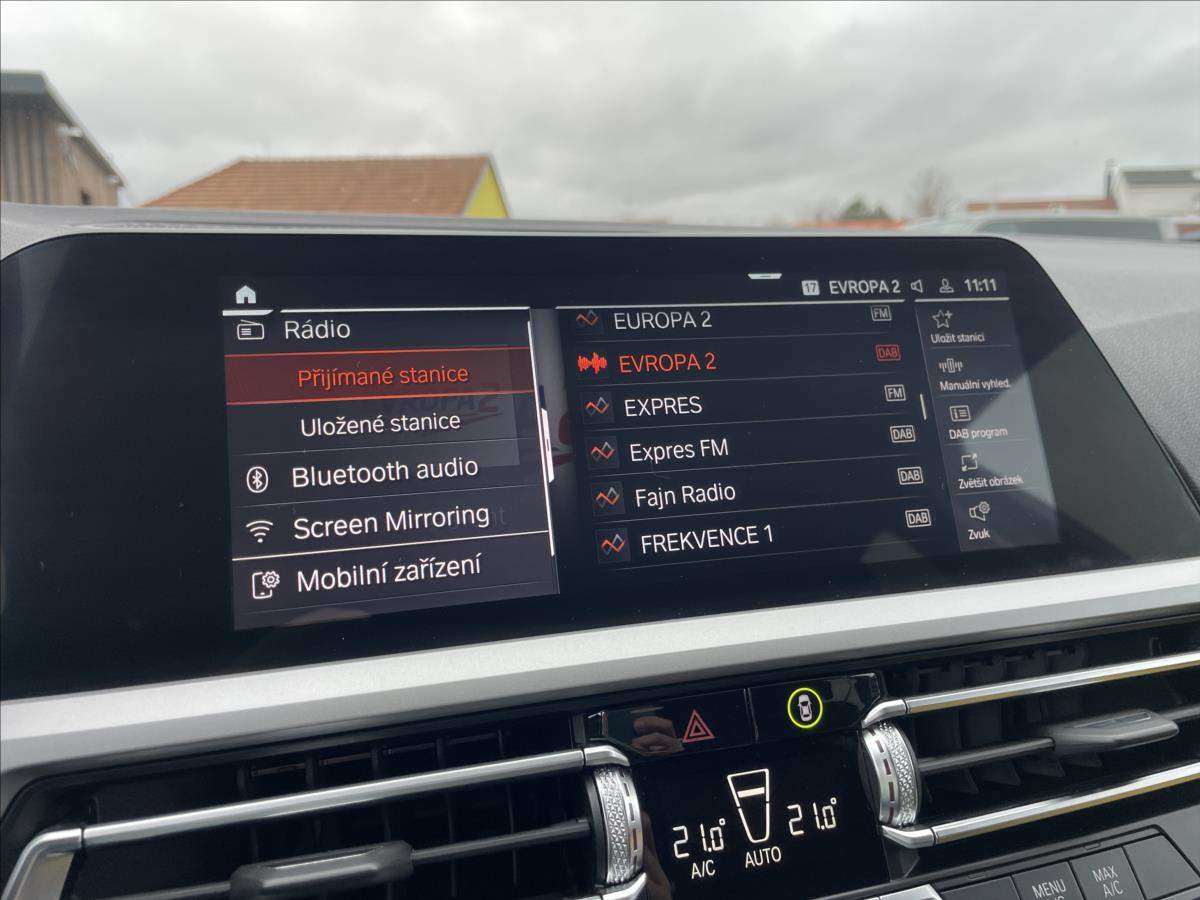 17 EVROPA 2 11:11
Rádio
Přijímané stanice
Uložené stanice
Bluetooth audio
Screen Mirroring
Mobilní zařízení
EUROPA 2 FM
EVROPA 2 DAB
EXPRES FM
Expres FM DAB
Fajn Radio DAB
FREKVENCE 1 DAB
Uložit stanici
Manuální vyhled.
DAB program
Zvětšit obrázek
Zvuk
21.0° 21.0°
A/C AUTO
MENU
MAX
A/C